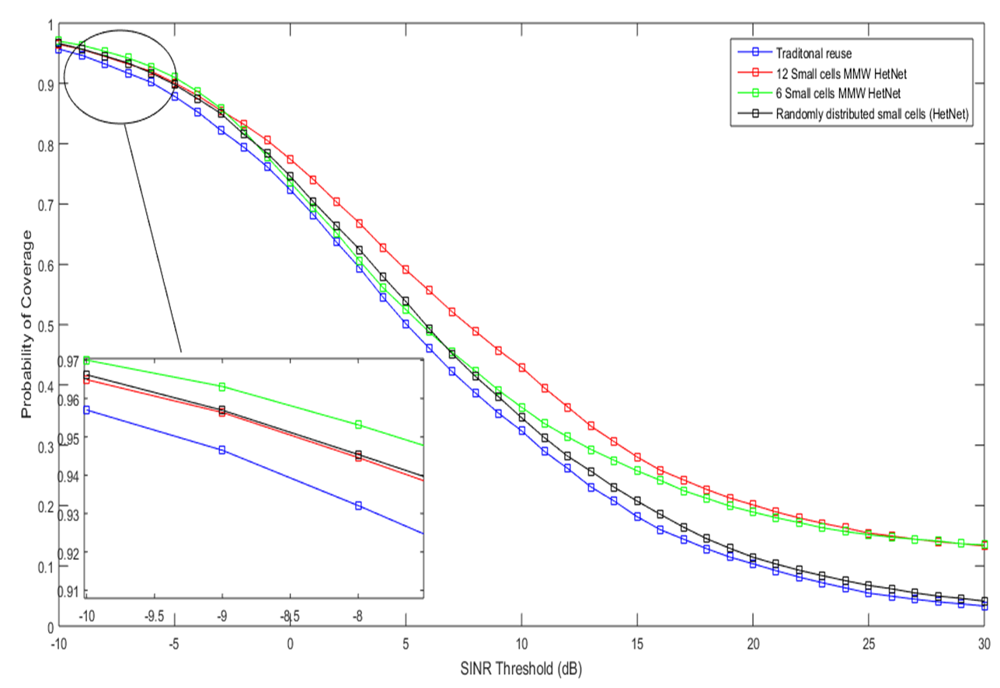 Traditonal reuse
12 Small cells MMW HetNet
6 Small cells MMW HetNet
Randomly distributed small cells (HetNet)
Probability of Coverage
1
0.9
0.8
0.7
0.6
0.5
0.4
0.3
0.2
0.1
0
0.97
0.96
0.95
0.94
0.93
0.92
0.91
-10 -9.5 -9 -8.5 -8
-10 -5 0 5 10 15 20 25 30
SINR Threshold (dB)